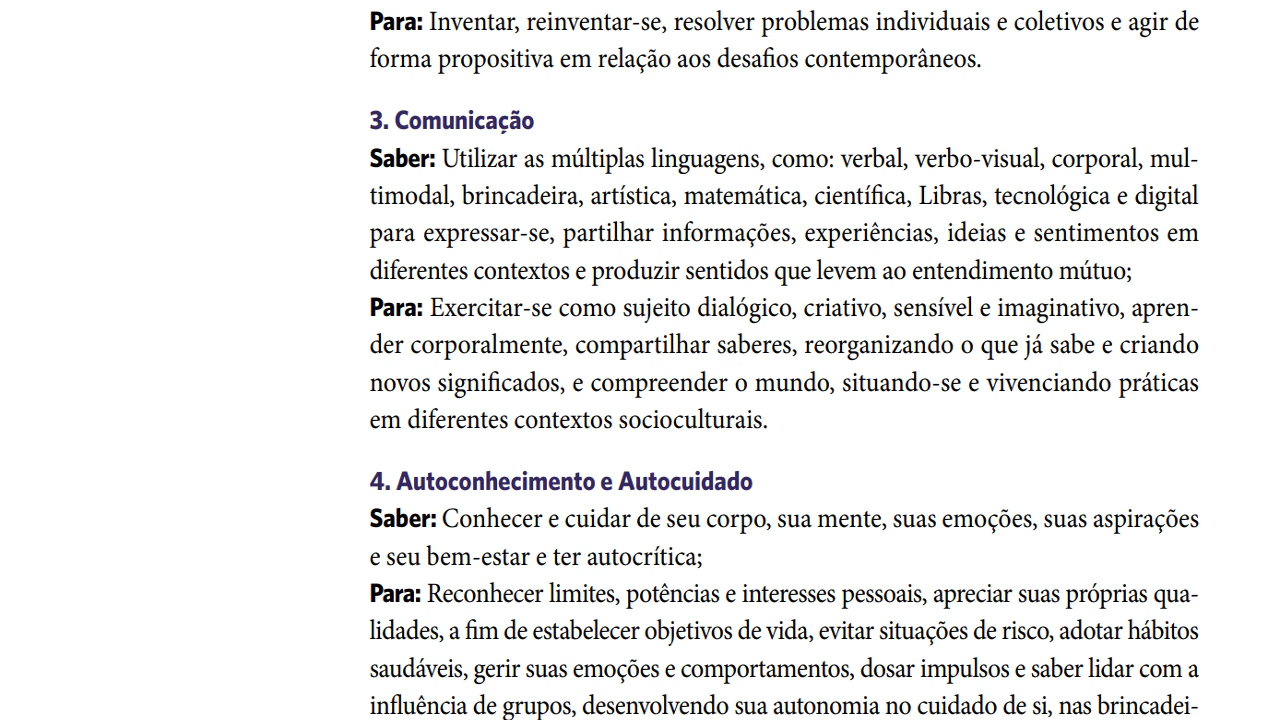 Para: Inventar, reinventar-se, resolver problemas individuais e coletivos e agir de
forma propositiva em relação aos desafios contemporâneos.
3. Comunicação
Saber: Utilizar as múltiplas linguagens, como: verbal, verbo-visual, corporal, mul-
timodal, brincadeira, artística, matemática, científica, Libras, tecnológica e digital
para expressar-se, partilhar informações, experiências, ideias e sentimentos em
diferentes contextos e produzir sentidos que levem ao entendimento mútuo;
Para: Exercitar-se como sujeito dialógico, criativo, sensível e imaginativo, apren-
der corporalmente, compartilhar saberes, reorganizando o que já sabe e criando
novos significados, e compreender o mundo, situando-se e vivenciando práticas
em diferentes contextos socioculturais.
4. Autoconhecimento e Autocuidado
Saber: Conhecer e cuidar de seu corpo, sua mente, suas emoções, suas aspirações
e seu bem-estar e ter autocrítica;
Para: Reconhecer limites, potências e interesses pessoais, apreciar suas próprias qua-
lidades, a fim de estabelecer objetivos de vida, evitar situações de risco, adotar hábitos
saudáveis, gerir suas emoções e comportamentos, dosar impulsos e saber lidar com a
influência de grupos, desenvolvendo sua autonomia no cuidado de si, nas brincadei-